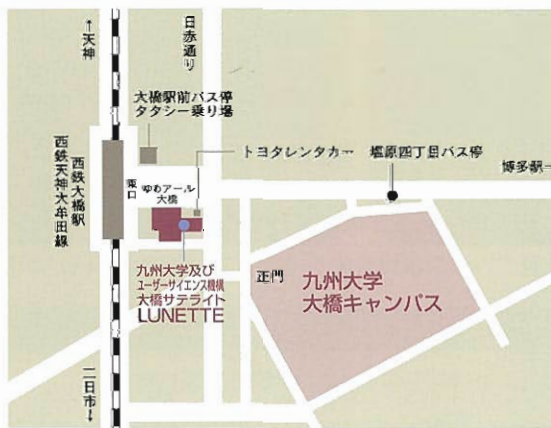 ↑天神
日赤通り
大橋駅前バス停
タタシー乗り場
トヨタレンタカー
塩原四丁目バス停
博多駅→
西鉄大橋駅
西鉄天神大牟田線
東口
ゆめアール
大橋
九州大学及び
ユーザーサイエンス機構
大橋サテライト
LUNETTE
正門
九州大学
大橋キャンパス
二日市↓